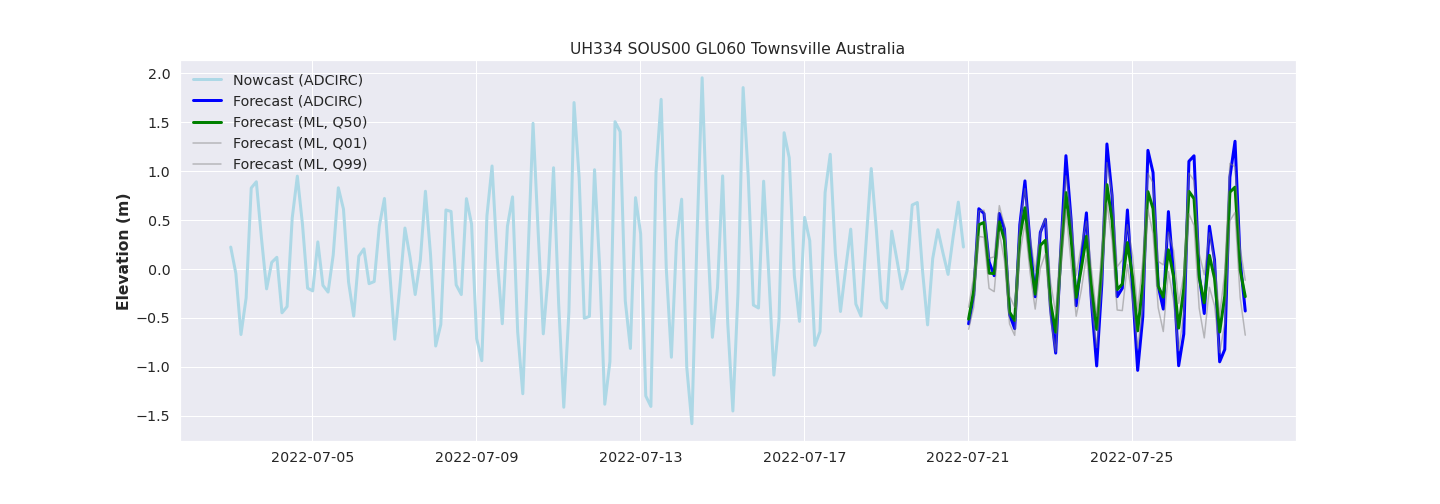 UH334 SOUS00 GL060 Townsville Australia
Nowcast (ADCIRC)
Forecast (ADCIRC)
Forecast (ML, Q50)
Forecast (ML, Q01)
Forecast (ML, Q99)
Elevation (m)
2.0
1.5
1.0
0.5
0.0
−0.5
−1.0
−1.5
2022-07-05
2022-07-09
2022-07-13
2022-07-17
2022-07-21
2022-07-25